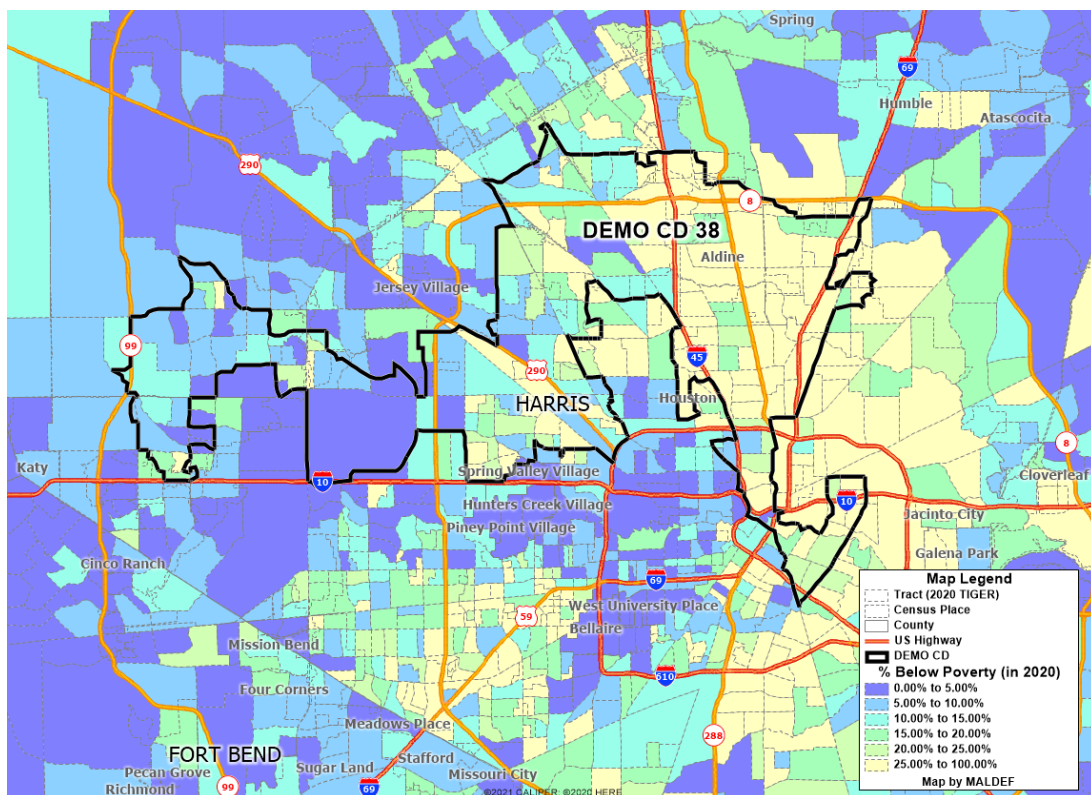 Spring
69
Humble
Atascocita
290
8
DEMO CD 38
Aldine
Jersey Village
99
45
290
Houston
HARRIS
8
Katy
Spring Valley Village
Cloverleaf
10
Hunters Creek Village
10
Jacinto City
Piney Point Village
Galena Park
Cinco Ranch
69
West University Place
59
Bellaire
Mission Bend
610
Four Corners
Meadows Place
288
FORT BEND
Stafford
Pecan Grove
Sugar Land
Missouri City
Richmond
99
69
©2021 CALIPER; ©2020 HERE
Map Legend
Tract (2020 TIGER)
Census Place
County
US Highway
DEMO CD
% Below Poverty (in 2020)
0.00% to 5.00%
5.00% to 10.00%
10.00% to 15.00%
15.00% to 20.00%
20.00% to 25.00%
25.00% to 100.00%
Map by MALDEF